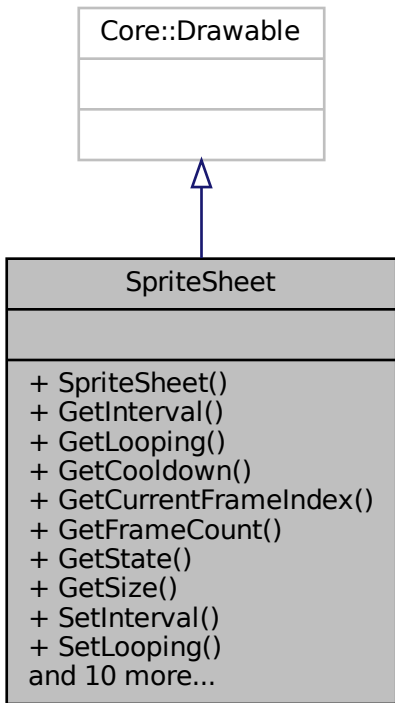 Core::Drawable
SpriteSheet
+ SpriteSheet()
+ GetInterval()
+ GetLooping()
+ GetCooldown()
+ GetCurrentFrameIndex()
+ GetFrameCount()
+ GetState()
+ GetSize()
+ SetInterval()
+ SetLooping()
and 10 more...